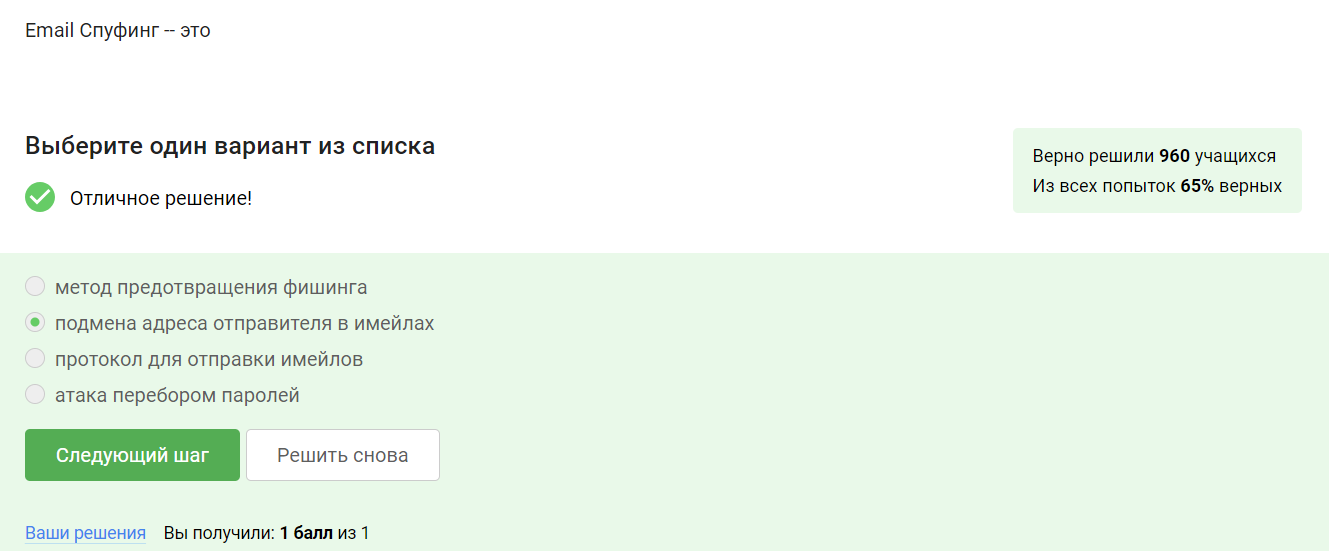 Email Спуфинг -- это
Выберите один вариант из списка
Отличное решение!
Верно решили 960 учащихся
Из всех попыток 65% верных
метод предотвращения фишинга
подмена адреса отправителя в имейлах
протокол для отправки имейлов
атака перебором паролей
Следующий шаг
Решить снова
Ваши решения
Вы получили: 1 балл из 1